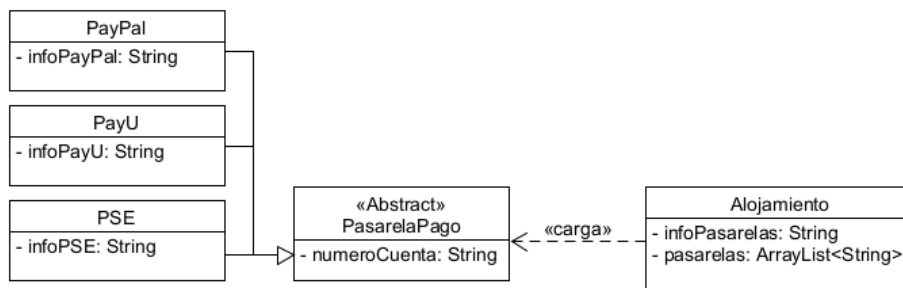 PayPal
- infoPayPal: String
PayU
- infoPayU: String
PSE
- infoPSE: String
«Abstract»
PasarelaPago
- numeroCuenta: String
«carga»
Alojamiento
- infoPasarelas: String
- pasarelas: ArrayList<String>